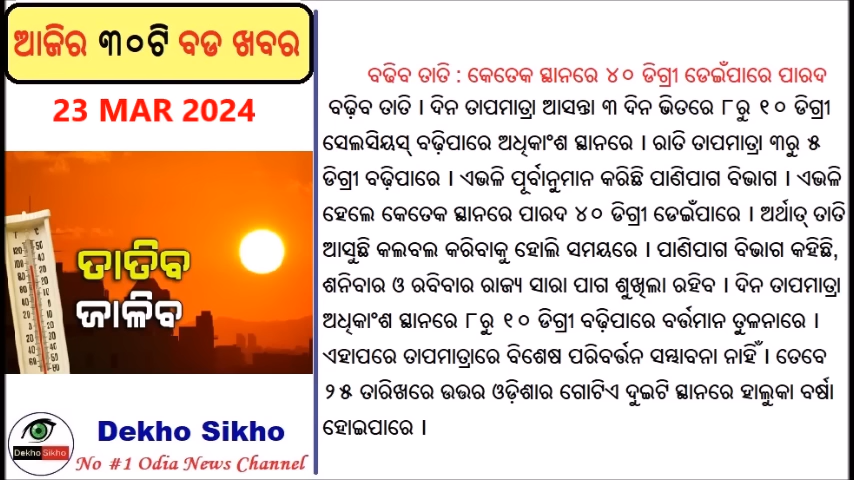 ଆଜିର ୩୦ଟି ବଡ ଖବର
23 MAR 2024
ତାତିବ
ଜାଳିବ
Dekho Sikho
Dekho Sikho
No #1 Odia News Channel
ବଢିବ ତାତି : କେତେକ ସ୍ଥାନରେ ୪୦ ଡିଗ୍ରୀ ଡେଇଁପାରେ ପାରଦ
ବଢ଼ିବ ତାତି । ଦିନ ତାପମାତ୍ରା ଆସନ୍ତା ୩ ଦିନ ଭିତରେ ୮ରୁ ୧୦ ଡିଗ୍ରୀ
ସେଲସିୟସ୍ ବଢ଼ିପାରେ ଅଧିକାଂଶ ସ୍ଥାନରେ । ରାତି ତାପମାତ୍ରା ୩ରୁ ୫
ଡିଗ୍ରୀ ବଢ଼ିପାରେ । ଏଭଳି ପୂର୍ବାନୁମାନ କରିଛି ପାଣିପାଗ ବିଭାଗ । ଏଭଳି
ହେଲେ କେତେକ ସ୍ଥାନରେ ପାରଦ ୪୦ ଡିଗ୍ରୀ ଡେଇଁପାରେ । ଅର୍ଥାତ୍ ତାତି
ଆସୁଛି କଲବଲ କରିବାକୁ ହୋଲି ସମୟରେ । ପାଣିପାଗ ବିଭାଗ କହିଛି,
ଶନିବାର ଓ ରବିବାର ରାଜ୍ୟ ସାରା ପାଗ ଶୁଖିଲା ରହିବ । ଦିନ ତାପମାତ୍ରା
ଅଧିକାଂଶ ସ୍ଥାନରେ ୮ରୁ ୧୦ ଡିଗ୍ରୀ ବଢ଼ିପାରେ ବର୍ତ୍ତମାନ ତୁଳନାରେ ।
ଏହାପରେ ତାପମାତ୍ରାରେ ବିଶେଷ ପରିବର୍ତ୍ତନ ସମ୍ଭାବନା ନାହିଁ । ତେବେ
୨୫ ତାରିଖରେ ଉତ୍ତର ଓଡ଼ିଶାର ଗୋଟିଏ ଦୁଇଟି ସ୍ଥାନରେ ହାଲୁକା ବର୍ଷା
ହୋଇପାରେ ।